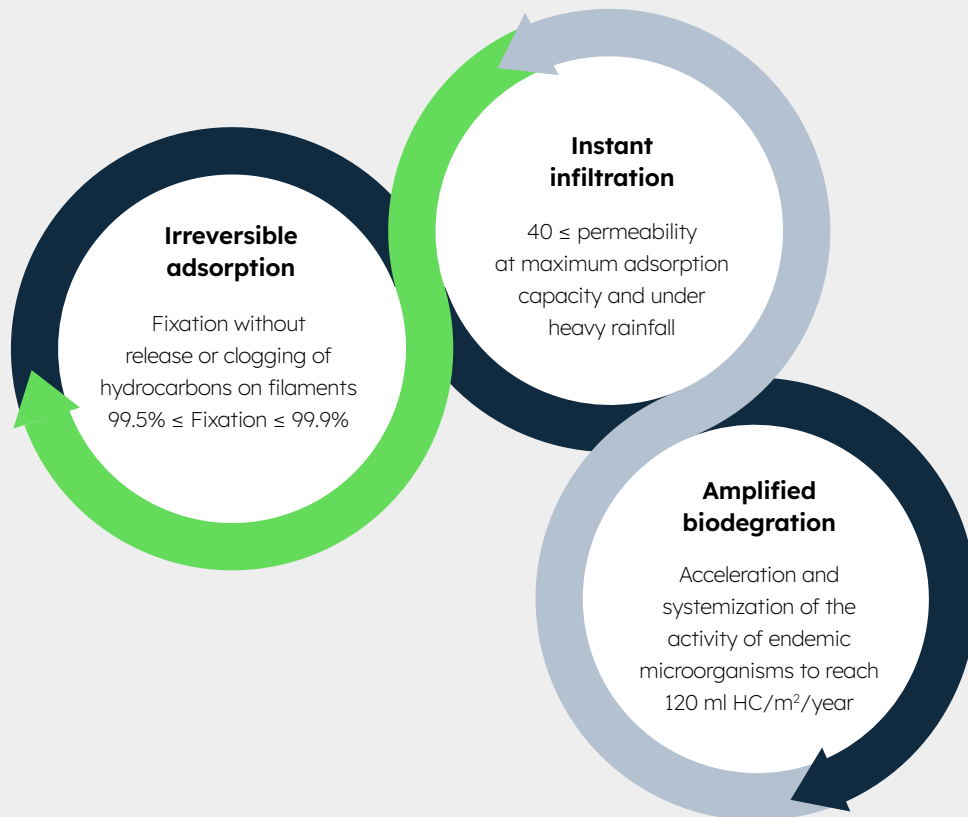 Irreversible
adsorption
Fixation without
release or clogging of
hydrocarbons on filaments
99.5% ≤ Fixation ≤ 99.9%
Instant
infiltration
40 ≤ permeability
at maximum adsorption
capacity and under
heavy rainfall
Amplified
biodegration
Acceleration and
systemization of the
activity of endemic
microorganisms to reach
120 ml HC/m²/year